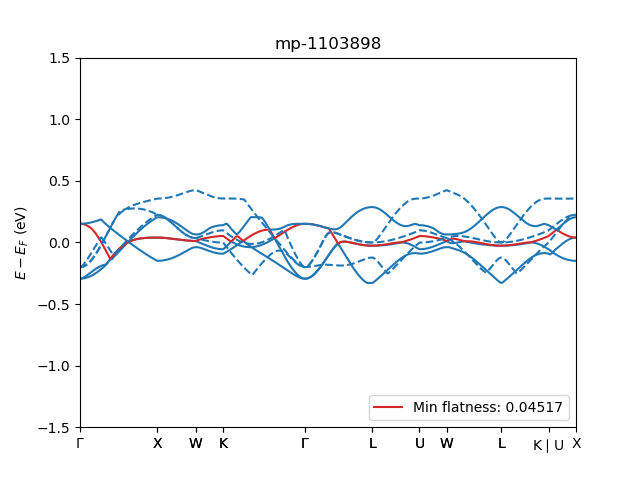 mp-1103898
1.5
1.0
0.5
0.0
−0.5
−1.0
−1.5
E − E_F (eV)
Min flatness: 0.04517
Γ X W K Γ L U W L K | U X